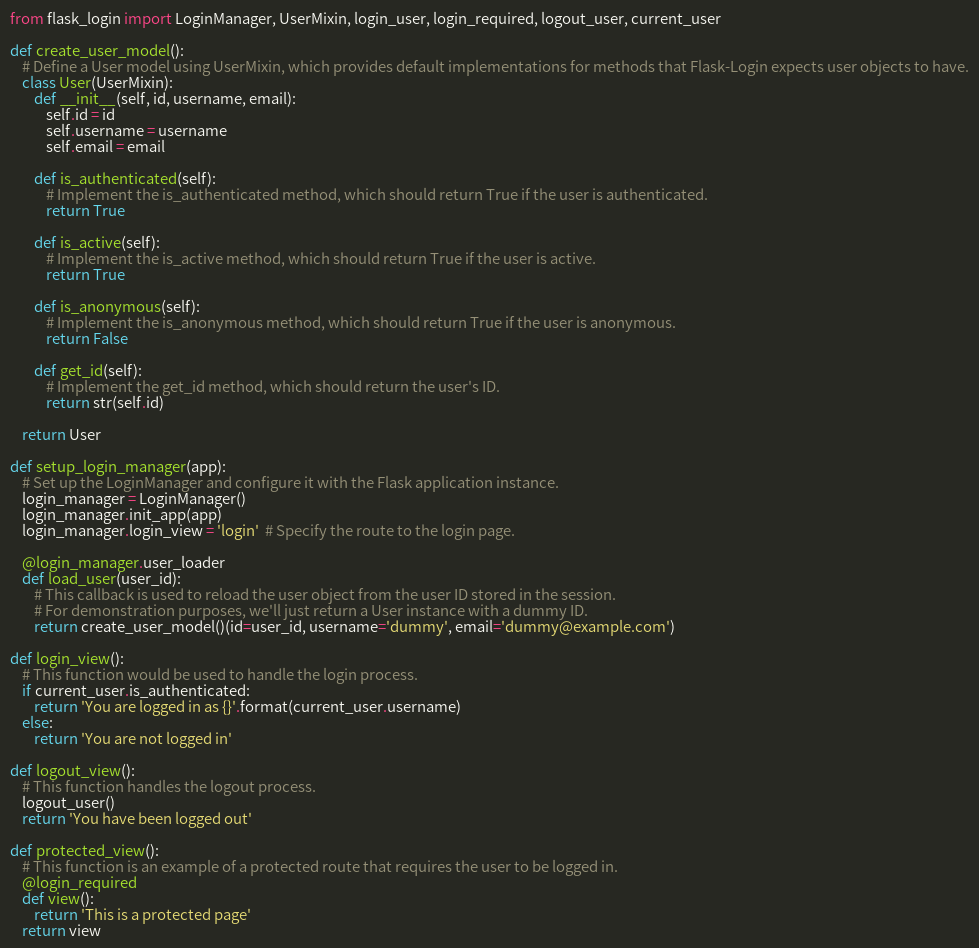 from flask_login import LoginManager, UserMixin, login_user, login_required, logout_user, current_user

def create_user_model():
    # Define a User model using UserMixin, which provides default implementations for methods that Flask-Login expects user objects to have.
    class User(UserMixin):
        def __init__(self, id, username, email):
            self.id = id
            self.username = username
            self.email = email

        def is_authenticated(self):
            # Implement the is_authenticated method, which should return True if the user is authenticated.
            return True

        def is_active(self):
            # Implement the is_active method, which should return True if the user is active.
            return True

        def is_anonymous(self):
            # Implement the is_anonymous method, which should return True if the user is anonymous.
            return False

        def get_id(self):
            # Implement the get_id method, which should return the user's ID.
            return str(self.id)

    return User

def setup_login_manager(app):
    # Set up the LoginManager and configure it with the Flask application instance.
    login_manager = LoginManager()
    login_manager.init_app(app)
    login_manager.login_view = 'login'  # Specify the route to the login page.

    @login_manager.user_loader
    def load_user(user_id):
        # This callback is used to reload the user object from the user ID stored in the session.
        # For demonstration purposes, we'll just return a User instance with a dummy ID.
        return create_user_model()(id=user_id, username='dummy', email='dummy@example.com')

def login_view():
    # This function would be used to handle the login process.
    if current_user.is_authenticated:
        return 'You are logged in as {}'.format(current_user.username)
    else:
        return 'You are not logged in'

def logout_view():
    # This function handles the logout process.
    logout_user()
    return 'You have been logged out'

def protected_view():
    # This function is an example of a protected route that requires the user to be logged in.
    @login_required
    def view():
        return 'This is a protected page'
    return view